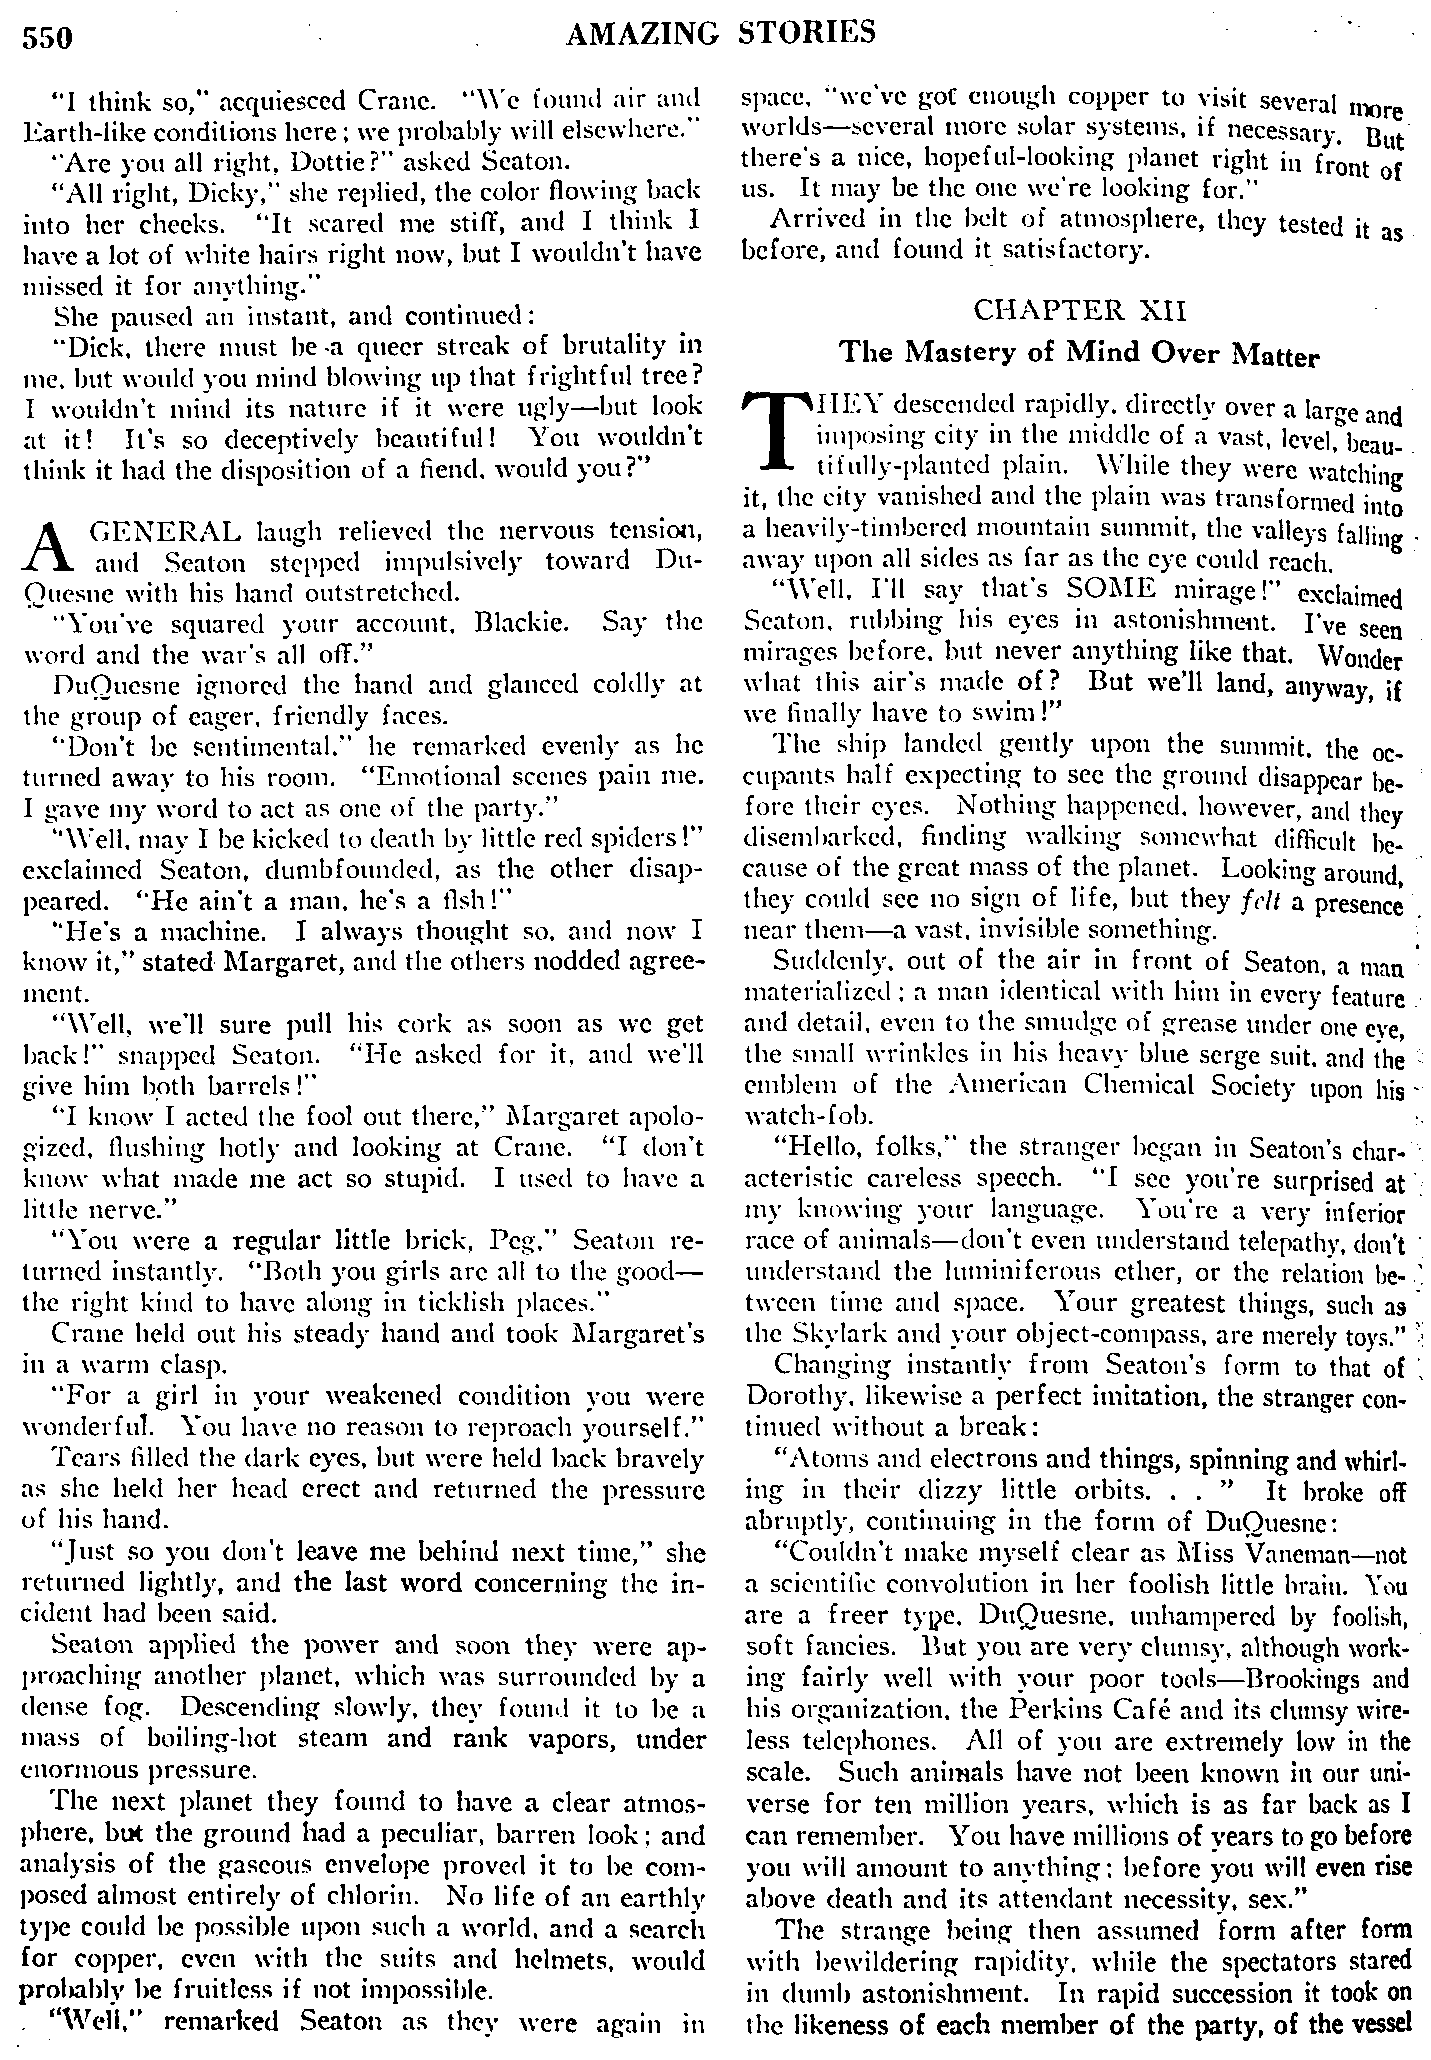 550
AMAZING STORIES
"I think so," acquiesced Crane. "We found air and
Earth-like conditions here; we probably will elsewhere."
"Are you all right, Dottie?" asked Seaton.
"All right, Dicky," she replied, the color flowing back
into her cheeks. "It scared me stiff, and I think I
have a lot of white hairs right now, but I wouldn't have
missed it for anything."
She paused an instant, and continued:
"Dick, there must be a queer streak of brutality in
me, but would you mind blowing up that frightful tree?
I wouldn't mind its nature if it were ugly—but look
at it! It's so deceptively beautiful! You wouldn't
think it had the disposition of a fiend, would you?"
A GENERAL laugh relieved the nervous tension,
and Seaton stepped impulsively toward Du-
Quesne with his hand outstretched.
"You've squared your account, Blackie. Say the
word and the war's all off."
DuQuesne ignored the hand and glanced coldly at
the group of eager, friendly faces.
"Don't be sentimental," he remarked evenly as he
turned away to his room. "Emotional scenes pain me.
I gave my word to act as one of the party."
"Well, may I be kicked to death by little red spiders!"
exclaimed Seaton, dumbfounded, as the other disap-
peared. "He ain't a man, he's a fish!"
"He's a machine. I always thought so, and now I
know it," stated Margaret, and the others nodded agree-
ment.
"Well, we'll sure pull his cork as soon as we get
back!" snapped Seaton. "He asked for it, and we'll
give him both barrels!"
"I know I acted the fool out there," Margaret apolo-
gized, flushing hotly and looking at Crane. "I don't
know what made me act so stupid. I used to have a
little nerve."
"You were a regular little brick, Peg," Seaton re-
turned instantly. "Both you girls are all to the good—
the right kind to have along in ticklish places."
Crane held out his steady hand and took Margaret's
in a warm clasp.
"For a girl in your weakened condition you were
wonderful. You have no reason to reproach yourself."
Tears filled the dark eyes, but were held back bravely
as she held her head erect and returned the pressure
of his hand.
"Just so you don't leave me behind next time," she
returned lightly, and the last word concerning the in-
cident had been said.
Seaton applied the power and soon they were ap-
proaching another planet, which was surrounded by a
dense fog. Descending slowly, they found it to be a
mass of boiling-hot steam and rank vapors, under
enormous pressure.
The next planet they found to have a clear atmos-
phere, but the ground had a peculiar, barren look; and
analysis of the gaseous envelope proved it to be com-
posed almost entirely of chlorin. No life of an earthly
type could be possible upon such a world, and a search
for copper, even with the suits and helmets, would
probably be fruitless if not impossible.
"Well," remarked Seaton as they were again in
space, "we've got enough copper to visit several more
worlds—several more solar systems, if necessary. But
there's a nice, hopeful-looking planet right in front of
us. It may be the one we're looking for."
Arrived in the belt of atmosphere, they tested it as
before, and found it satisfactory.
CHAPTER XII
The Mastery of Mind Over Matter
THEY descended rapidly, directly over a large and
imposing city in the middle of a vast, level, beau-
tifully-planted plain. While they were watching
it, the city vanished and the plain was transformed into
a heavily-timbered mountain summit, the valleys falling
away upon all sides as far as the eye could reach.
"Well, I'll say that's SOME mirage!" exclaimed
Seaton, rubbing his eyes in astonishment. I've seen
mirages before, but never anything like that. Wonder
what this air's made of? But we'll land, anyway, if
we finally have to swim!"
The ship landed gently upon the summit, the oc-
cupants half expecting to see the ground disappear be-
fore their eyes. Nothing happened, however, and they
disembarked, finding walking somewhat difficult be-
cause of the great mass of the planet. Looking around,
they could see no sign of life, but they felt a presence
near them—a vast, invisible something.
Suddenly, out of the air in front of Seaton, a man
materialized; a man identical with him in every feature
and detail, even to the smudge of grease under one eye,
the small wrinkles in his heavy blue serge suit, and the
emblem of the American Chemical Society upon his
watch-fob.
"Hello, folks," the stranger began in Seaton's char-
acteristic careless speech. "I see you're surprised at
my knowing your language. You're a very inferior
race of animals—don't even understand telepathy, don't
understand the luminiferous ether, or the relation be-
tween time and space. Your greatest things, such as
the Skylark and your object-compass, are merely toys."
Changing instantly from Seaton's form to that of
Dorothy, likewise a perfect imitation, the stranger con-
tinued without a break:
"Atoms and electrons and things, spinning and whirl-
ing in their dizzy little orbits. . . " It broke off
abruptly, continuing in the form of DuQuesne:
"Couldn't make myself clear as Miss Vaneman—not
a scientific convolution in her foolish little brain. You
are a freer type, DuQuesne, unhampered by foolish,
soft fancies. But you are very clumsy, although work-
ing fairly well with your poor tools—Brookings and
his organization, the Perkins Café and its clumsy wire-
less telephones. All of you are extremely low in the
scale. Such animals have not been known in our uni-
verse for ten million years, which is as far back as I
can remember. You have millions of years to go before
you will amount to anything; before you will even rise
above death and its attendant necessity, sex."
The strange being then assumed form after form
with bewildering rapidity, while the spectators stared
in dumb astonishment. In rapid succession it took on
the likeness of each member of the party, of the vessel